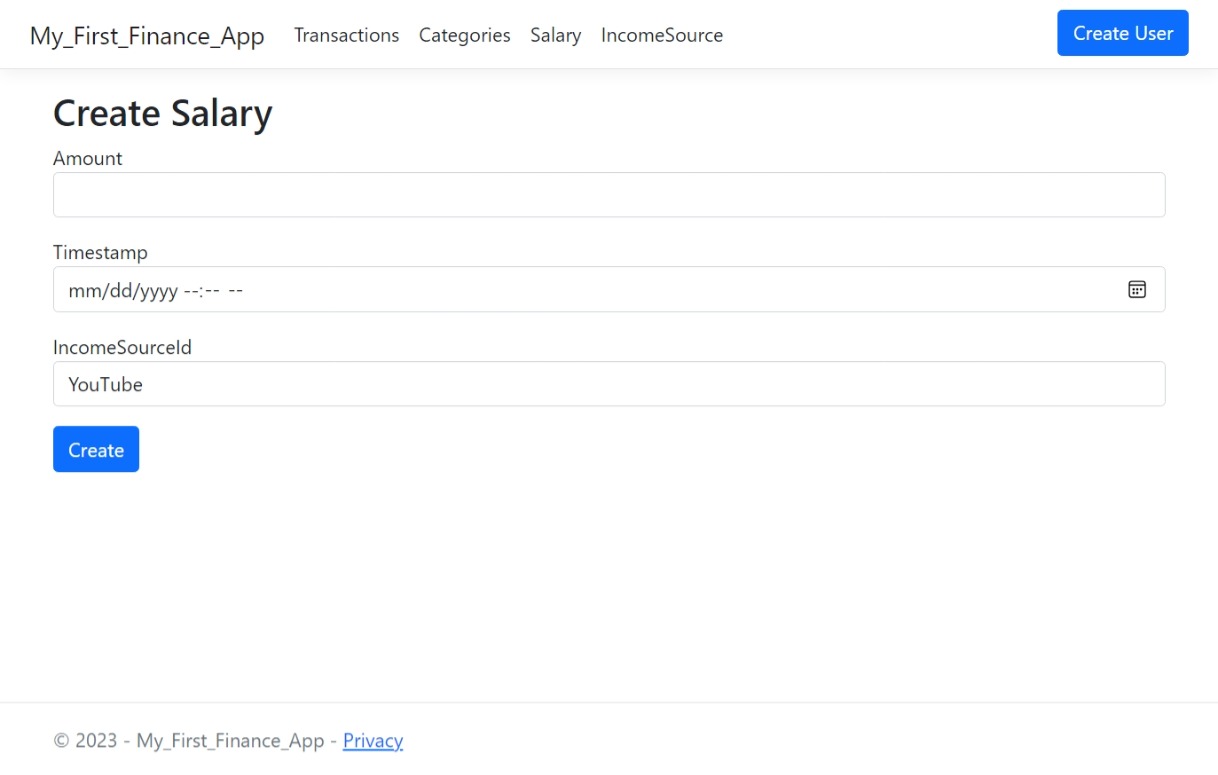 My_First_Finance_App Transactions Categories Salary IncomeSource Create User
Create Salary
Amount
Timestamp
mm/dd/yyyy --:-- --
IncomeSourceId
YouTube
Create
© 2023 - My_First_Finance_App - Privacy